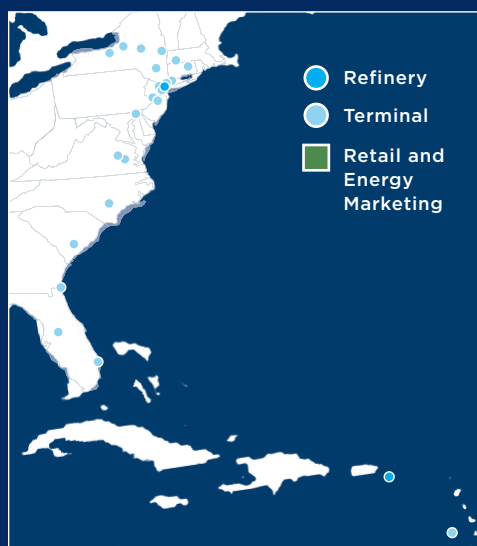 Refinery
Terminal
Retail and
Energy
Marketing